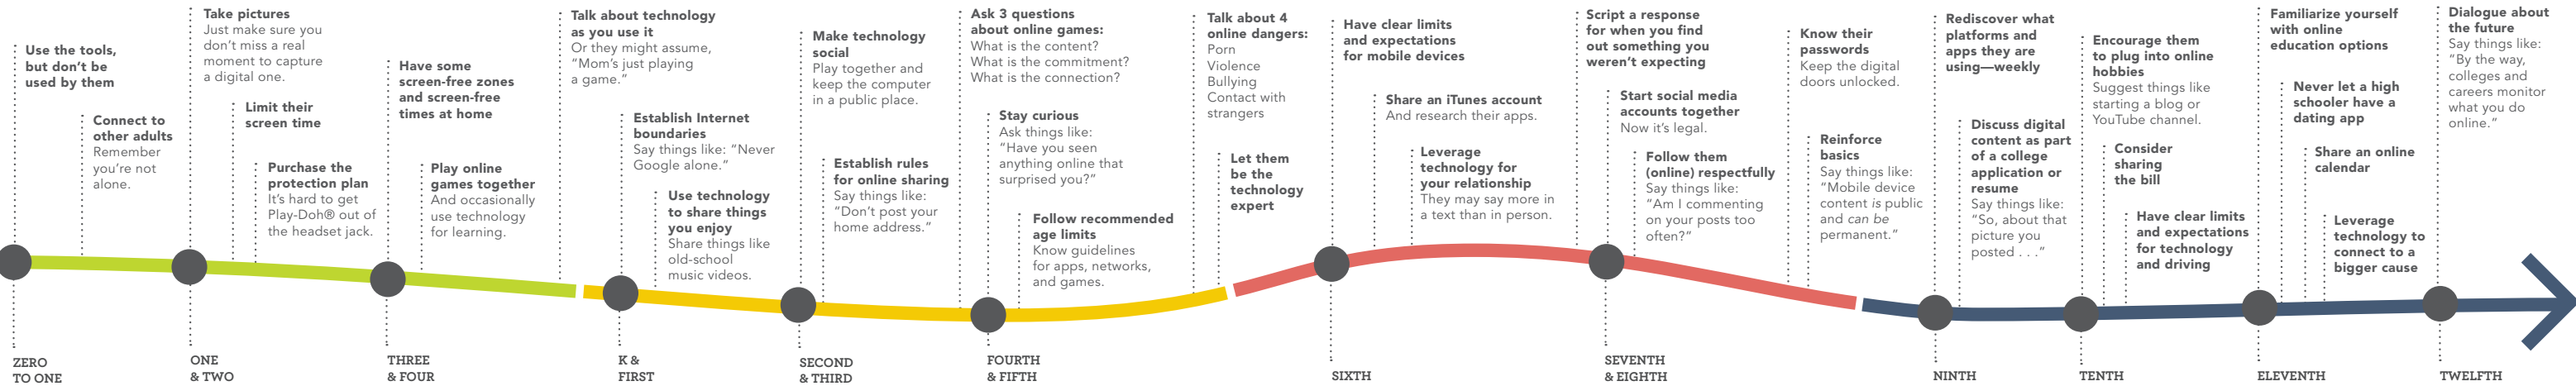 Use the tools,
but don’t be
used by them
Connect to
other adults
Remember
you’re not
alone.
Take pictures
Just make sure you
don’t miss a real
moment to capture
a digital one.
Limit their
screen time
Purchase the
protection plan
It’s hard to get
Play-Doh® out of
the headset jack.
Have some
screen-free zones
and screen-free
times at home
Play online
games together
And occasionally
use technology
for learning.
Talk about technology
as you use it
Or they might assume,
“Mom’s just playing
a game.”
Establish Internet
boundaries
Say things like: “Never
Google alone.”
Use technology
to share things
you enjoy
Share things like
old-school
music videos.
Make technology
social
Play together and
keep the computer
in a public place.
Establish rules
for online sharing
Say things like:
“Don’t post your
home address.”
Ask 3 questions
about online games:
What is the content?
What is the commitment?
What is the connection?
Stay curious
Ask things like:
“Have you seen
anything online that
surprised you?”
Follow recommended
age limits
Know guidelines
for apps, networks,
and games.
Talk about 4
online dangers:
Porn
Violence
Bullying
Contact with
strangers
Let them
be the
technology
expert
Have clear limits
and expectations
for mobile devices
Share an iTunes account
And research their apps.
Leverage
technology for
your relationship
They may say more in
a text than in person.
Script a response
for when you find
out something you
weren’t expecting
Start social media
accounts together
Now it’s legal.
Follow them
(online) respectfully
Say things like:
“Am I commenting
on your posts too
often?”
Know their
passwords
Keep the digital
doors unlocked.
Reinforce
basics
Say things like:
“Mobile device
content is public
and can be
permanent.”
Rediscover what
platforms and
apps they are
using—weekly
Discuss digital
content as part
of a college
application or
resume
Say things like:
“So, about that
picture you
posted . . .”
Encourage them
to plug into online
hobbies
Suggest things like
starting a blog or
YouTube channel.
Consider
sharing
the bill
Have clear limits
and expectations
for technology
and driving
Familiarize yourself
with online
education options
Never let a high
schooler have a
dating app
Share an online
calendar
Leverage
technology to
connect to a
bigger cause
Dialogue about
the future
Say things like:
“By the way,
colleges and
careers monitor
what you do
online.”
ZERO
TO ONE
ONE
& TWO
THREE
& FOUR
K &
FIRST
SECOND
& THIRD
FOURTH
& FIFTH
SIXTH
SEVENTH
& EIGHTH
NINTH
TENTH
ELEVENTH
TWELFTH